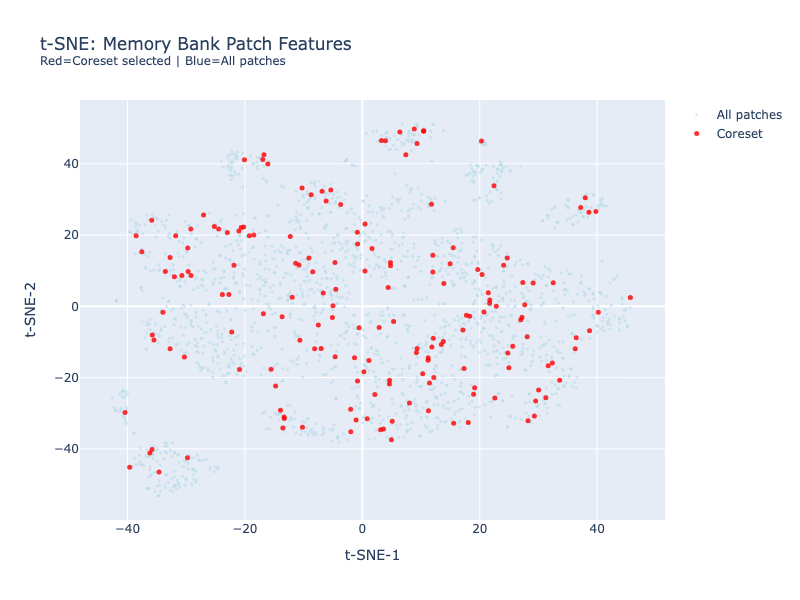 t-SNE: Memory Bank Patch Features
Red=Coreset selected | Blue=All patches
All patches
Coreset
40
20
0
−20
−40
−40
−20
0
20
40
t-SNE-1
t-SNE-2